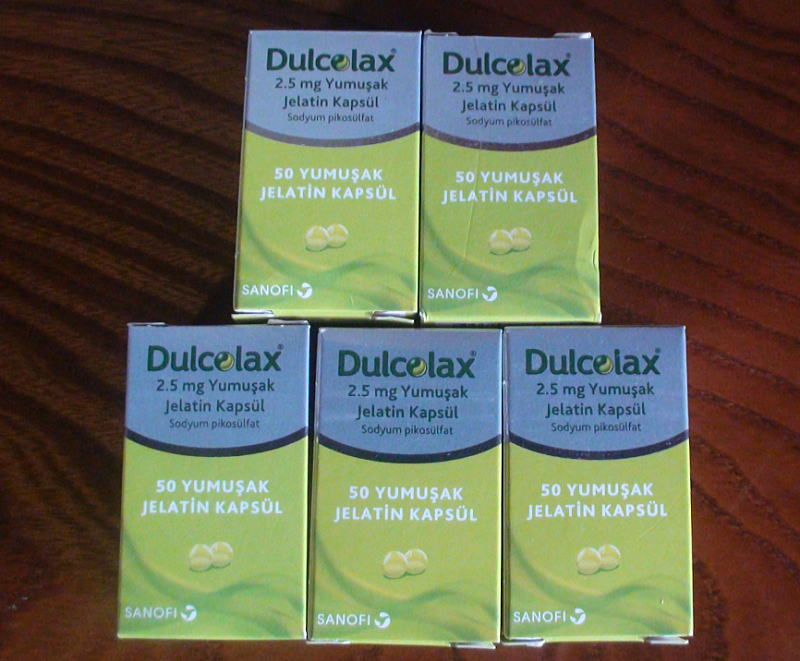 Dulcolax®
2.5 mg Yumuşak
Jelatin Kapsül
Sodyum pikosülfat
50 YUMUŞAK
JELATİN KAPSÜL
SANOFI
Dulcolax®
2.5 mg Yumuşak
Jelatin Kapsül
Sodyum pikosülfat
50 YUMUŞAK
JELATİN KAPSÜL
SANOFI
Dulcolax®
2.5 mg Yumuşak
Jelatin Kapsül
Sodyum pikosülfat
50 YUMUŞAK
JELATİN KAPSÜL
SANOFI
Dulcolax®
2.5 mg Yumuşak
Jelatin Kapsül
Sodyum pikosülfat
50 YUMUŞAK
JELATİN KAPSÜL
SANOFI
Dulcolax®
2.5 mg Yumuşak
Jelatin Kapsül
Sodyum pikosülfat
50 YUMUŞAK
JELATİN KAPSÜL
SANOFI